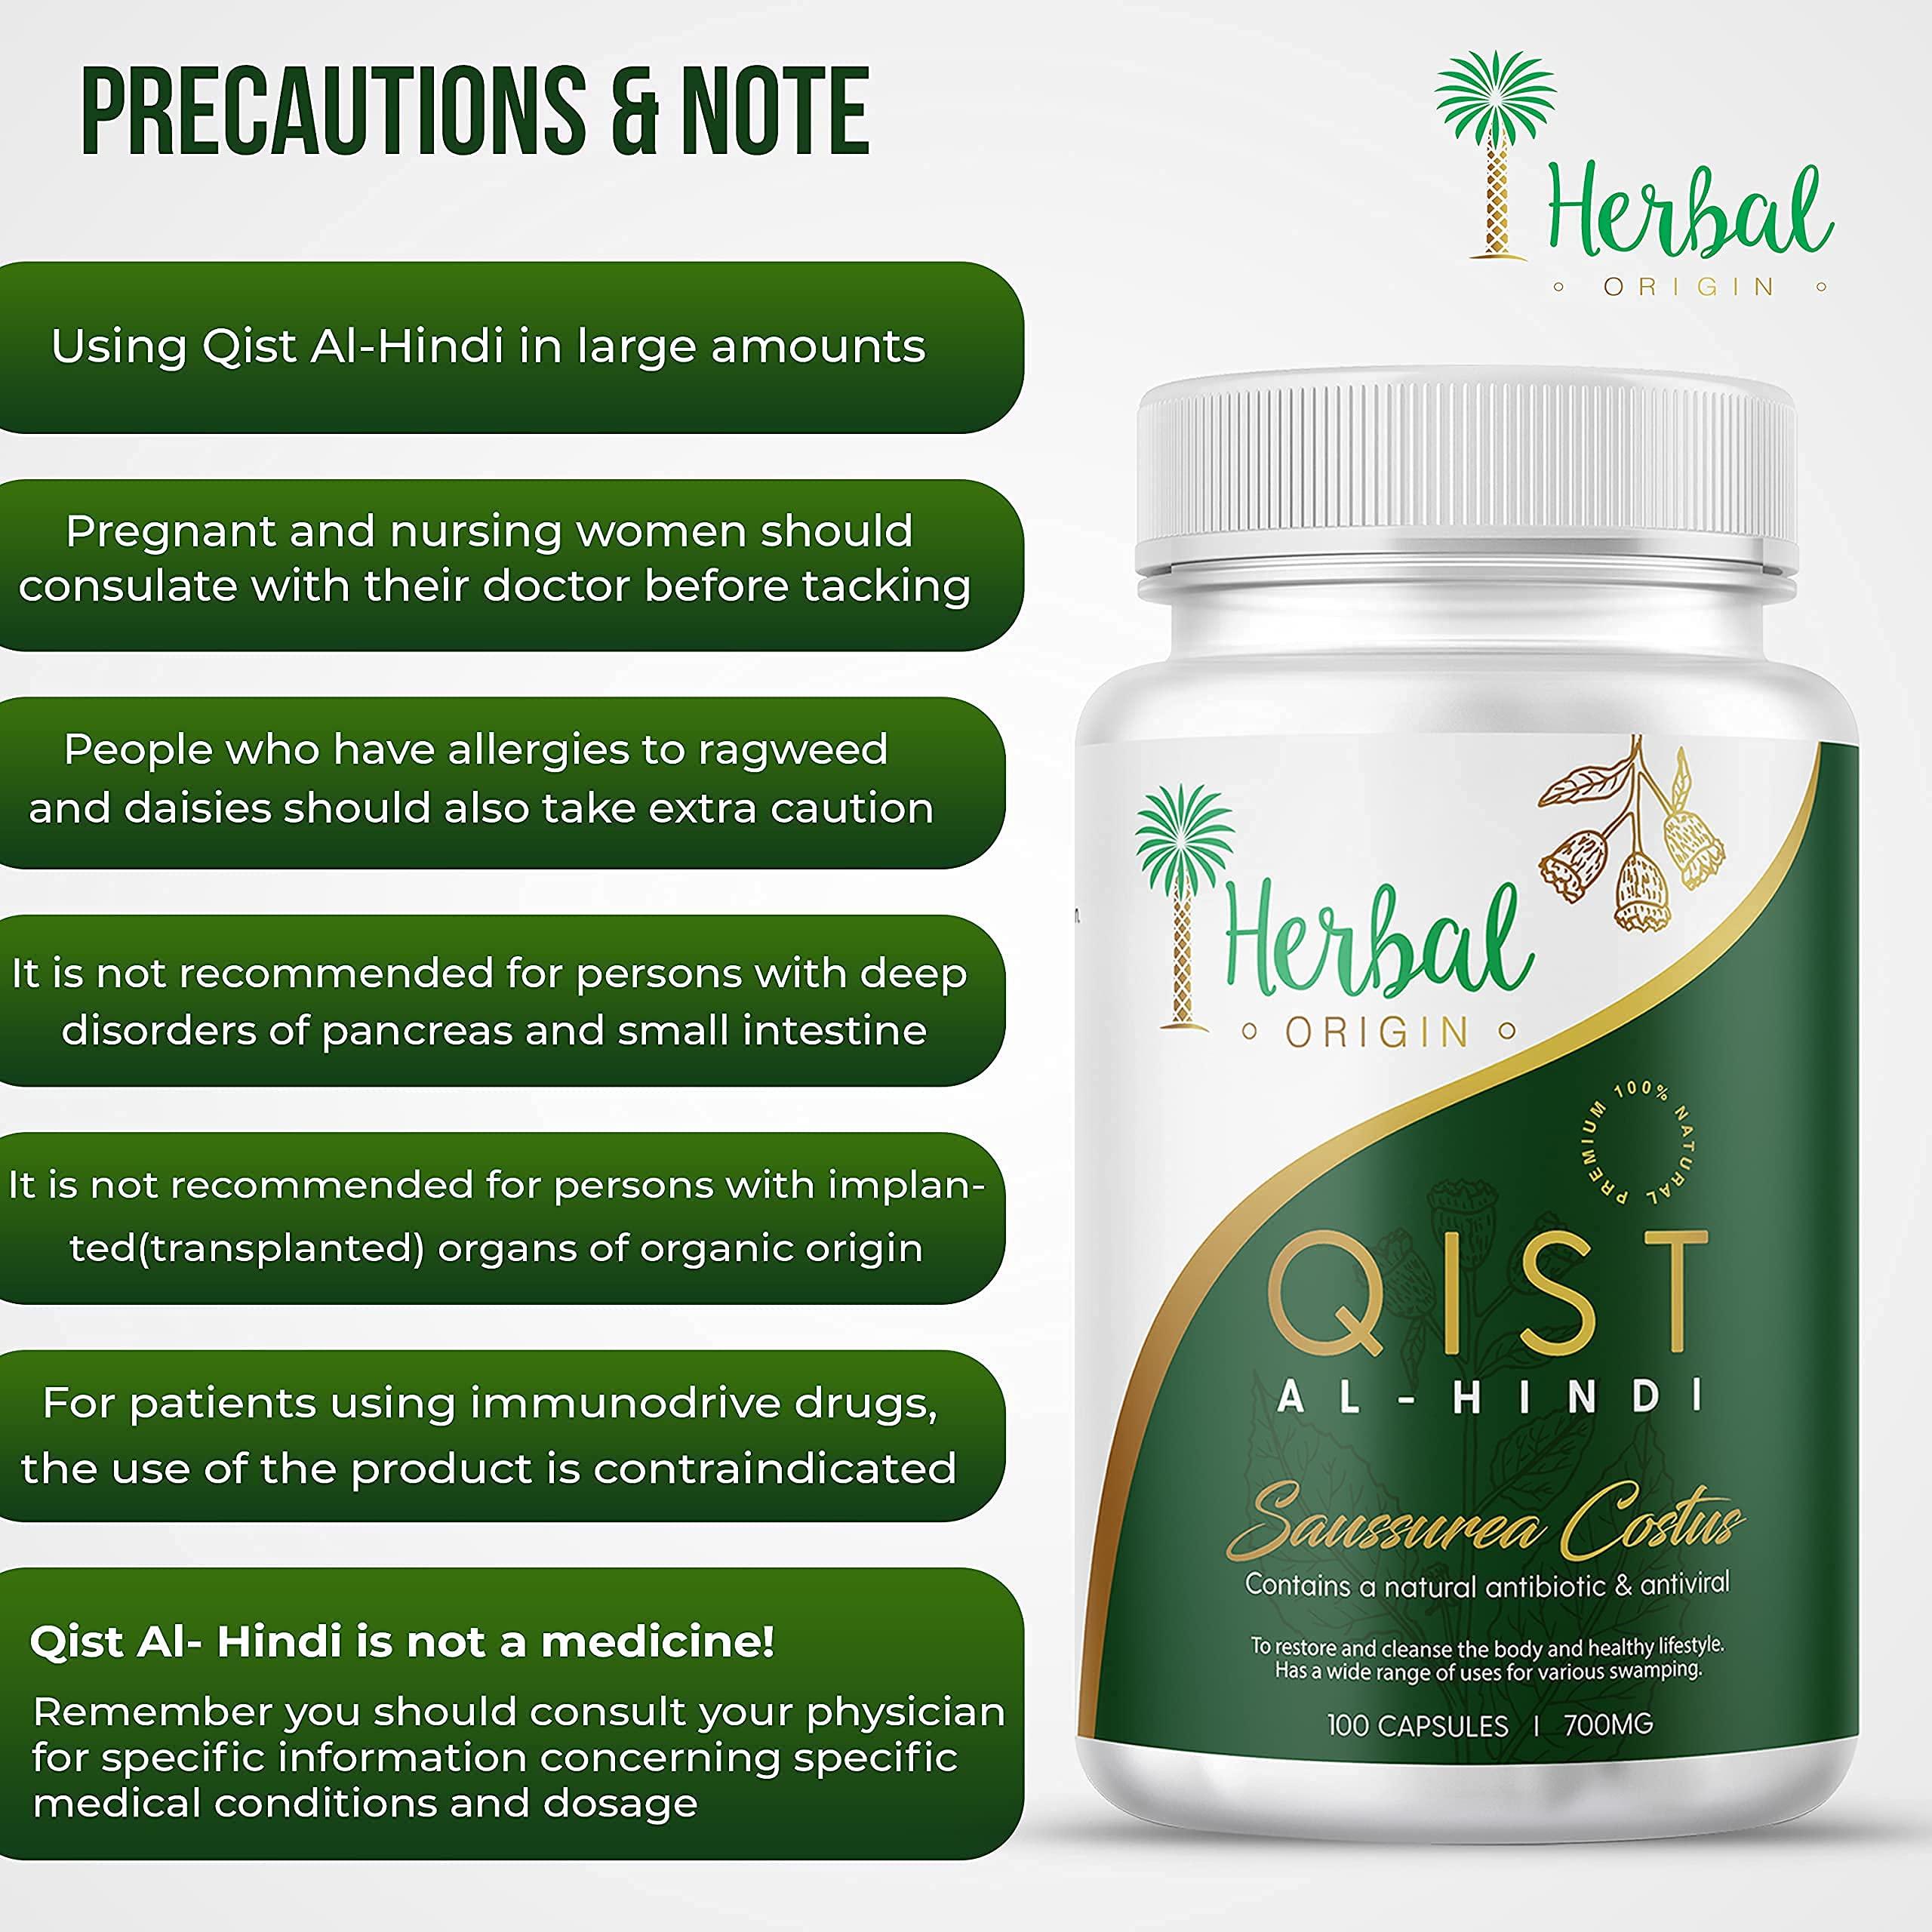 PRECAUTIONS & NOTE
Herbal
ORIGIN
Using Qist Al-Hindi in large amounts
Pregnant and nursing women should
consulate with their doctor before tacking
People who have allergies to ragweed
and daisies should also take extra caution
It is not recommended for persons with deep
disorders of pancreas and small intestine
It is not recommended for persons with implan-
ted(transplanted) organs of organic origin
For patients using immunodrive drugs,
the use of the product is contraindicated
Qist Al- Hindi is not a medicine!
Remember you should consult your physician
for specific information concerning specific
medical conditions and dosage
Herbal
ORIGIN
PREMIUM 100% NATURAL
QIST
AL-HINDI
Saussurea Costus
Contains a natural antibiotic & antiviral
To restore and cleanse the body and healthy lifestyle.
Has a wide range of uses for various swamping.
100 CAPSULES | 700MG